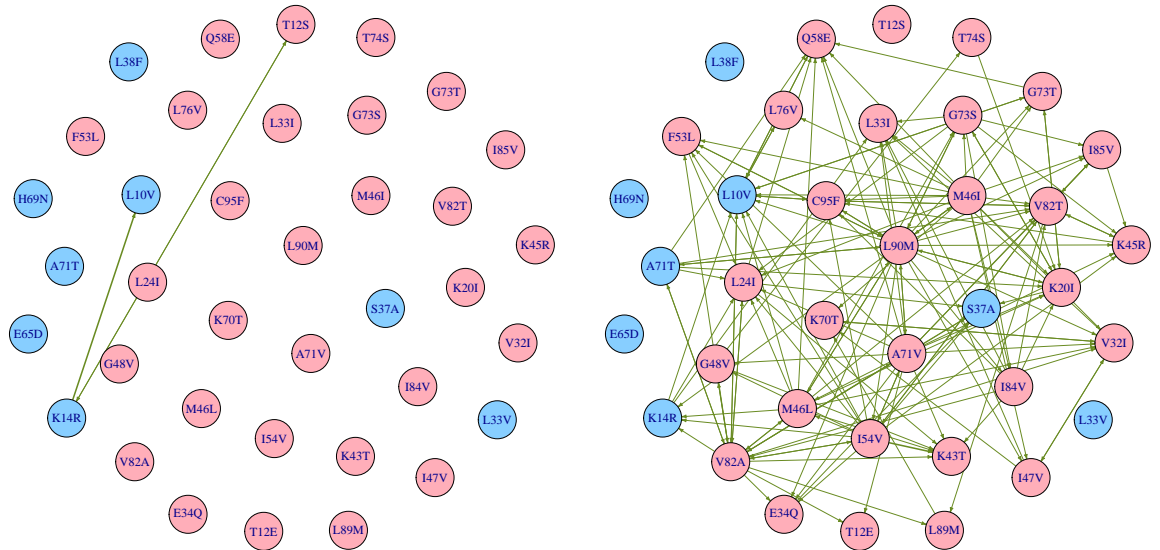 T12S
Q58E
T74S
L38F
G73T
L76V
G73S
L33I
F53L
I85V
H69N
L10V
C95F
M46I
V82T
L90M
K45R
A71T
L24I
K20I
S37A
K70T
E65D
V32I
A71V
G48V
I84V
M46L
K14R
L33V
I54V
V82A
K43T
I47V
E34Q
T12E
L89M
T12S
Q58E
T74S
L38F
G73T
L76V
G73S
L33I
F53L
I85V
H69N
L10V
C95F
M46I
V82T
L90M
K45R
A71T
L24I
K20I
S37A
K70T
E65D
V32I
A71V
G48V
I84V
M46L
K14R
L33V
I54V
V82A
K43T
I47V
E34Q
T12E
L89M